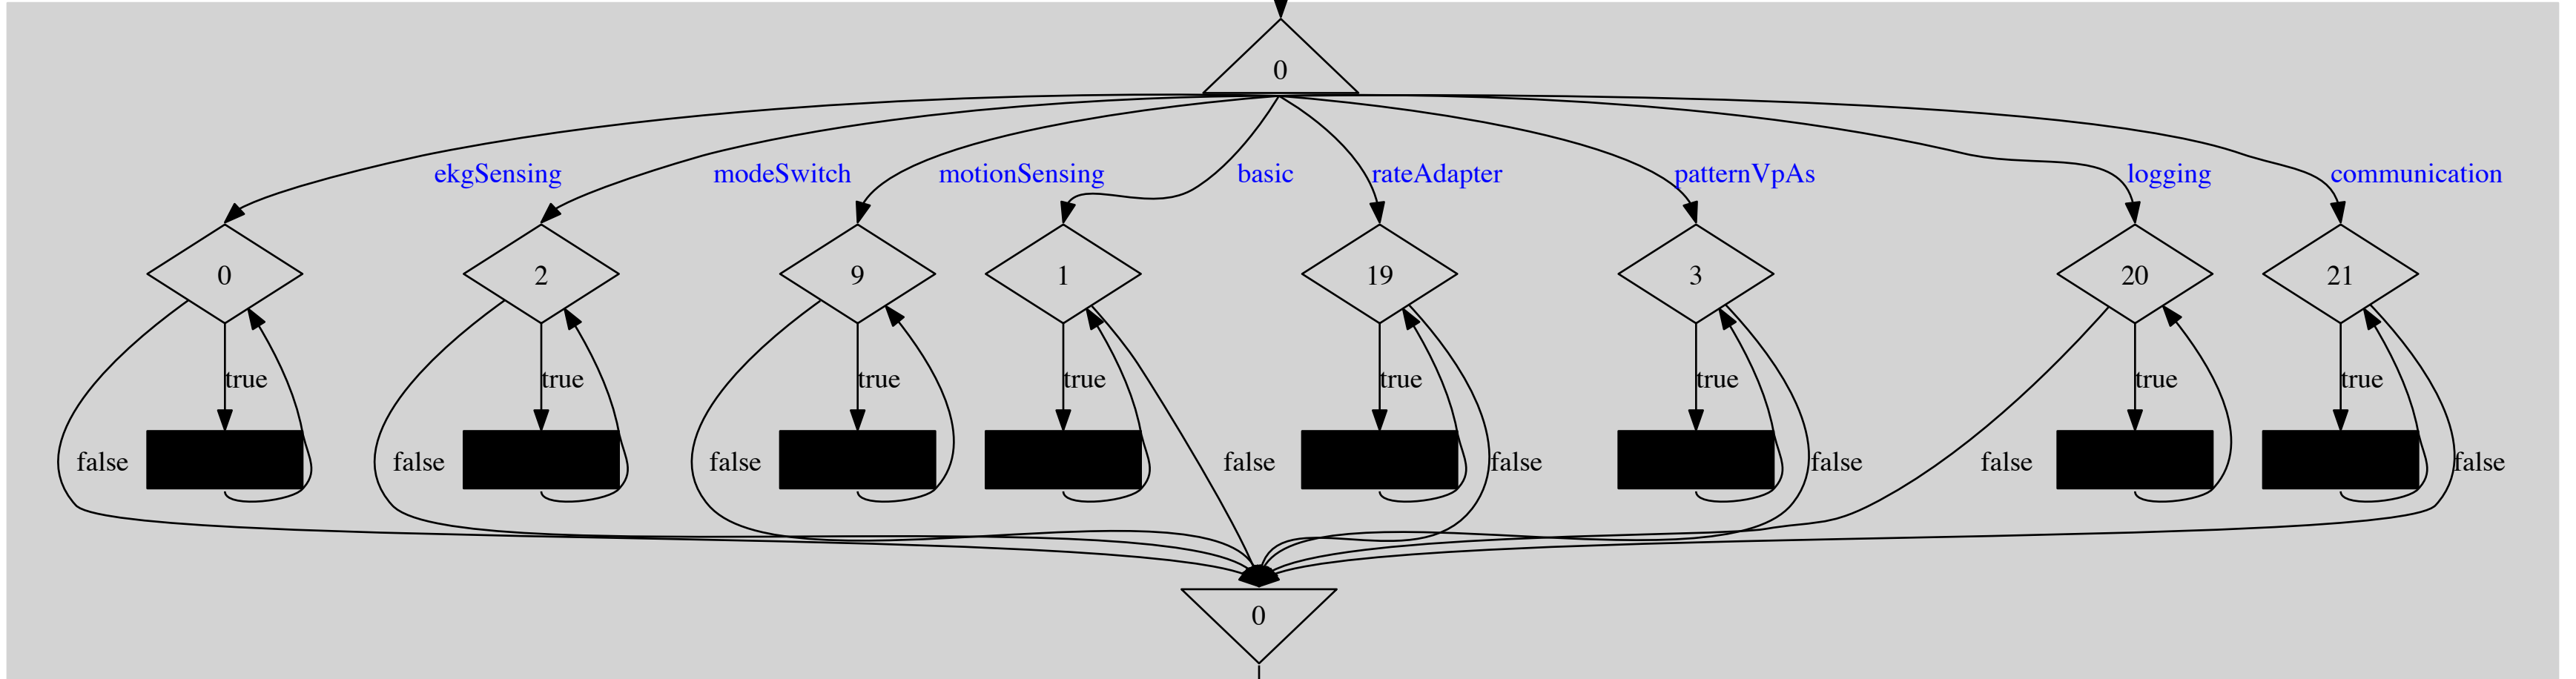 0
ekgSensing modeSwitch motionSensing basic rateAdapter patternVpAs logging communication
0 2 9 1 19 3 20 21
true true true true true true true true
false false false false false false false false
0